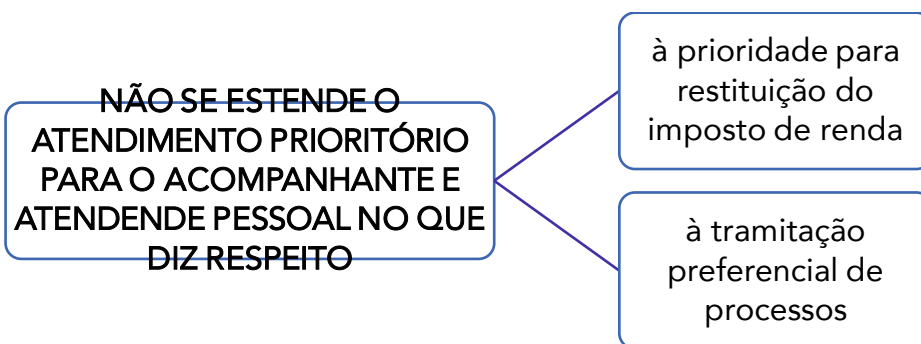 NÃO SE ESTENDE O
ATENDIMENTO PRIORITÓRIO
PARA O ACOMPANHANTE E
ATENDENDE PESSOAL NO QUE
DIZ RESPEITO
à prioridade para
restituição do
imposto de renda
à tramitação
preferencial de
processos